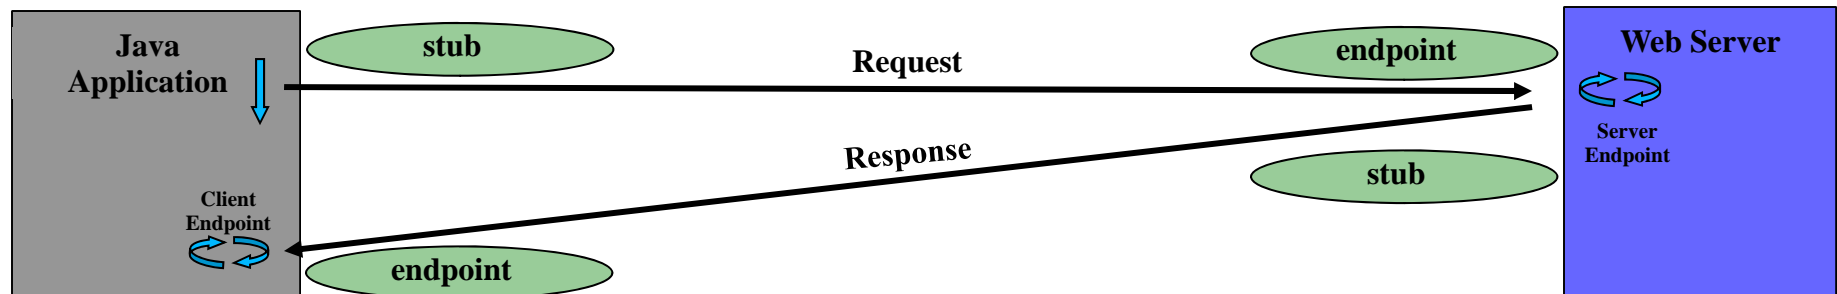 Java
Application
stub
Request
endpoint
Web Server
Server
Endpoint
Response
stub
Client
Endpoint
endpoint